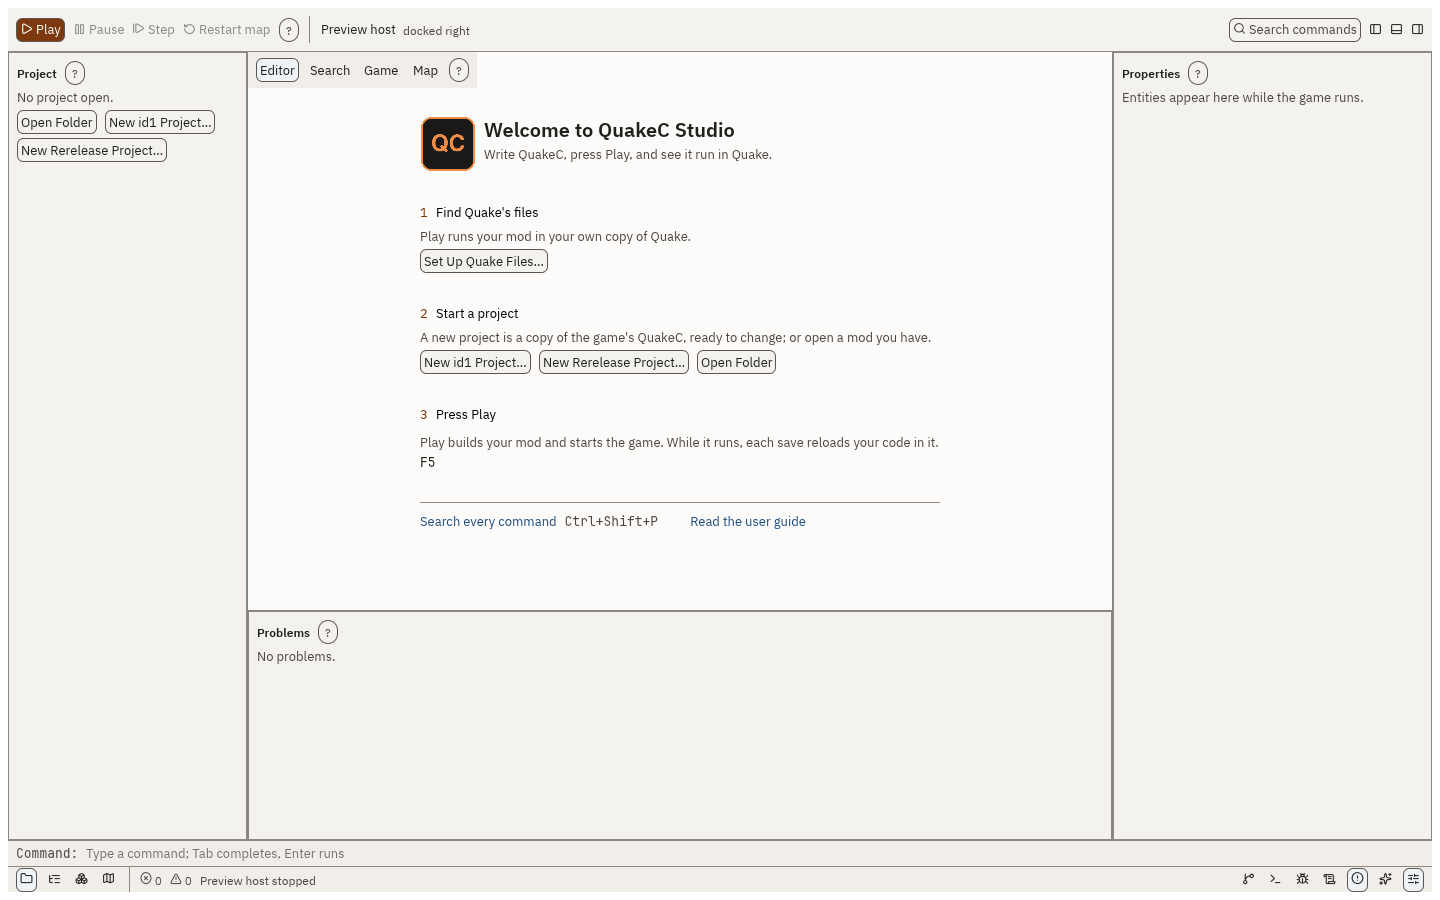 Play Pause Step Restart map ? Preview host docked right Search commands
Project ?
No project open.
Open Folder New id1 Project...
New Rerelease Project...
Editor Search Game Map ?
QC
Welcome to QuakeC Studio
Write QuakeC, press Play, and see it run in Quake.
1 Find Quake's files
Play runs your mod in your own copy of Quake.
Set Up Quake Files...
2 Start a project
A new project is a copy of the game's QuakeC, ready to change; or open a mod you have.
New id1 Project... New Rerelease Project... Open Folder
3 Press Play
Play builds your mod and starts the game. While it runs, each save reloads your code in it.
F5
Search every command Ctrl+Shift+P Read the user guide
Problems ?
No problems.
Properties ?
Entities appear here while the game runs.
Command: Type a command; Tab completes, Enter runs
0 0 Preview host stopped